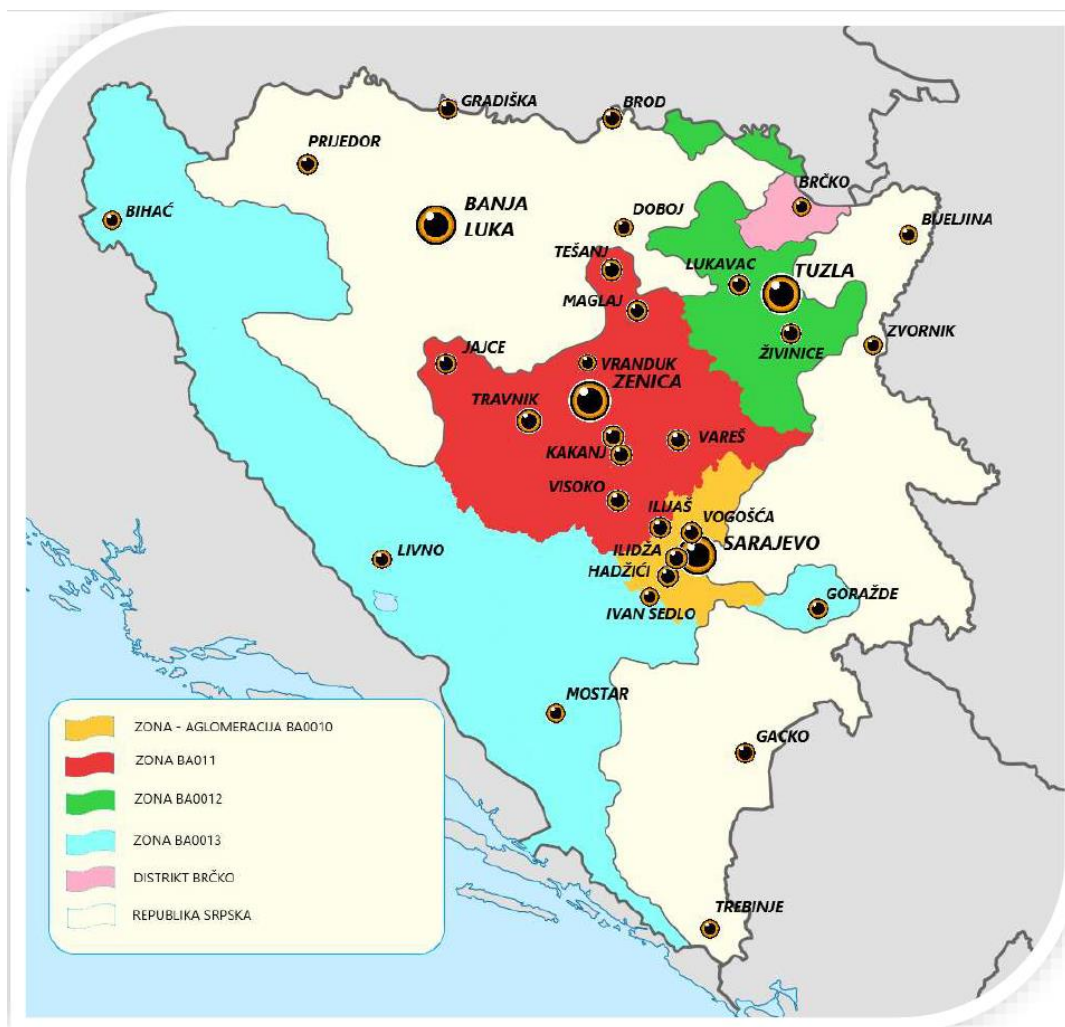 GRADIŠKA
BROD
PRIJEDOR
BRČKO
BIHAĆ
BANJA
LUKA
DOBOJ
BIJELJINA
TEŠANJ
LUKAVAC
TUZLA
MAGLAJ
ZVORNIK
ŽIVINICE
JAJCE
VRANDUK
ZENICA
TRAVNIK
VAREŠ
KAKANJ
VISOKO
ILIJAŠ
VOGOŠĆA
SARAJEVO
LIVNO
ILIDŽA
HADŽIĆI
GORAŽDE
IVAN SEDLO
MOSTAR
GACKO
TREBINJE
ZONA - AGLOMERACIJA BA0010
ZONA BA011
ZONA BA0012
ZONA BA0013
DISTRIKT BRČKO
REPUBLIKA SRPSKA